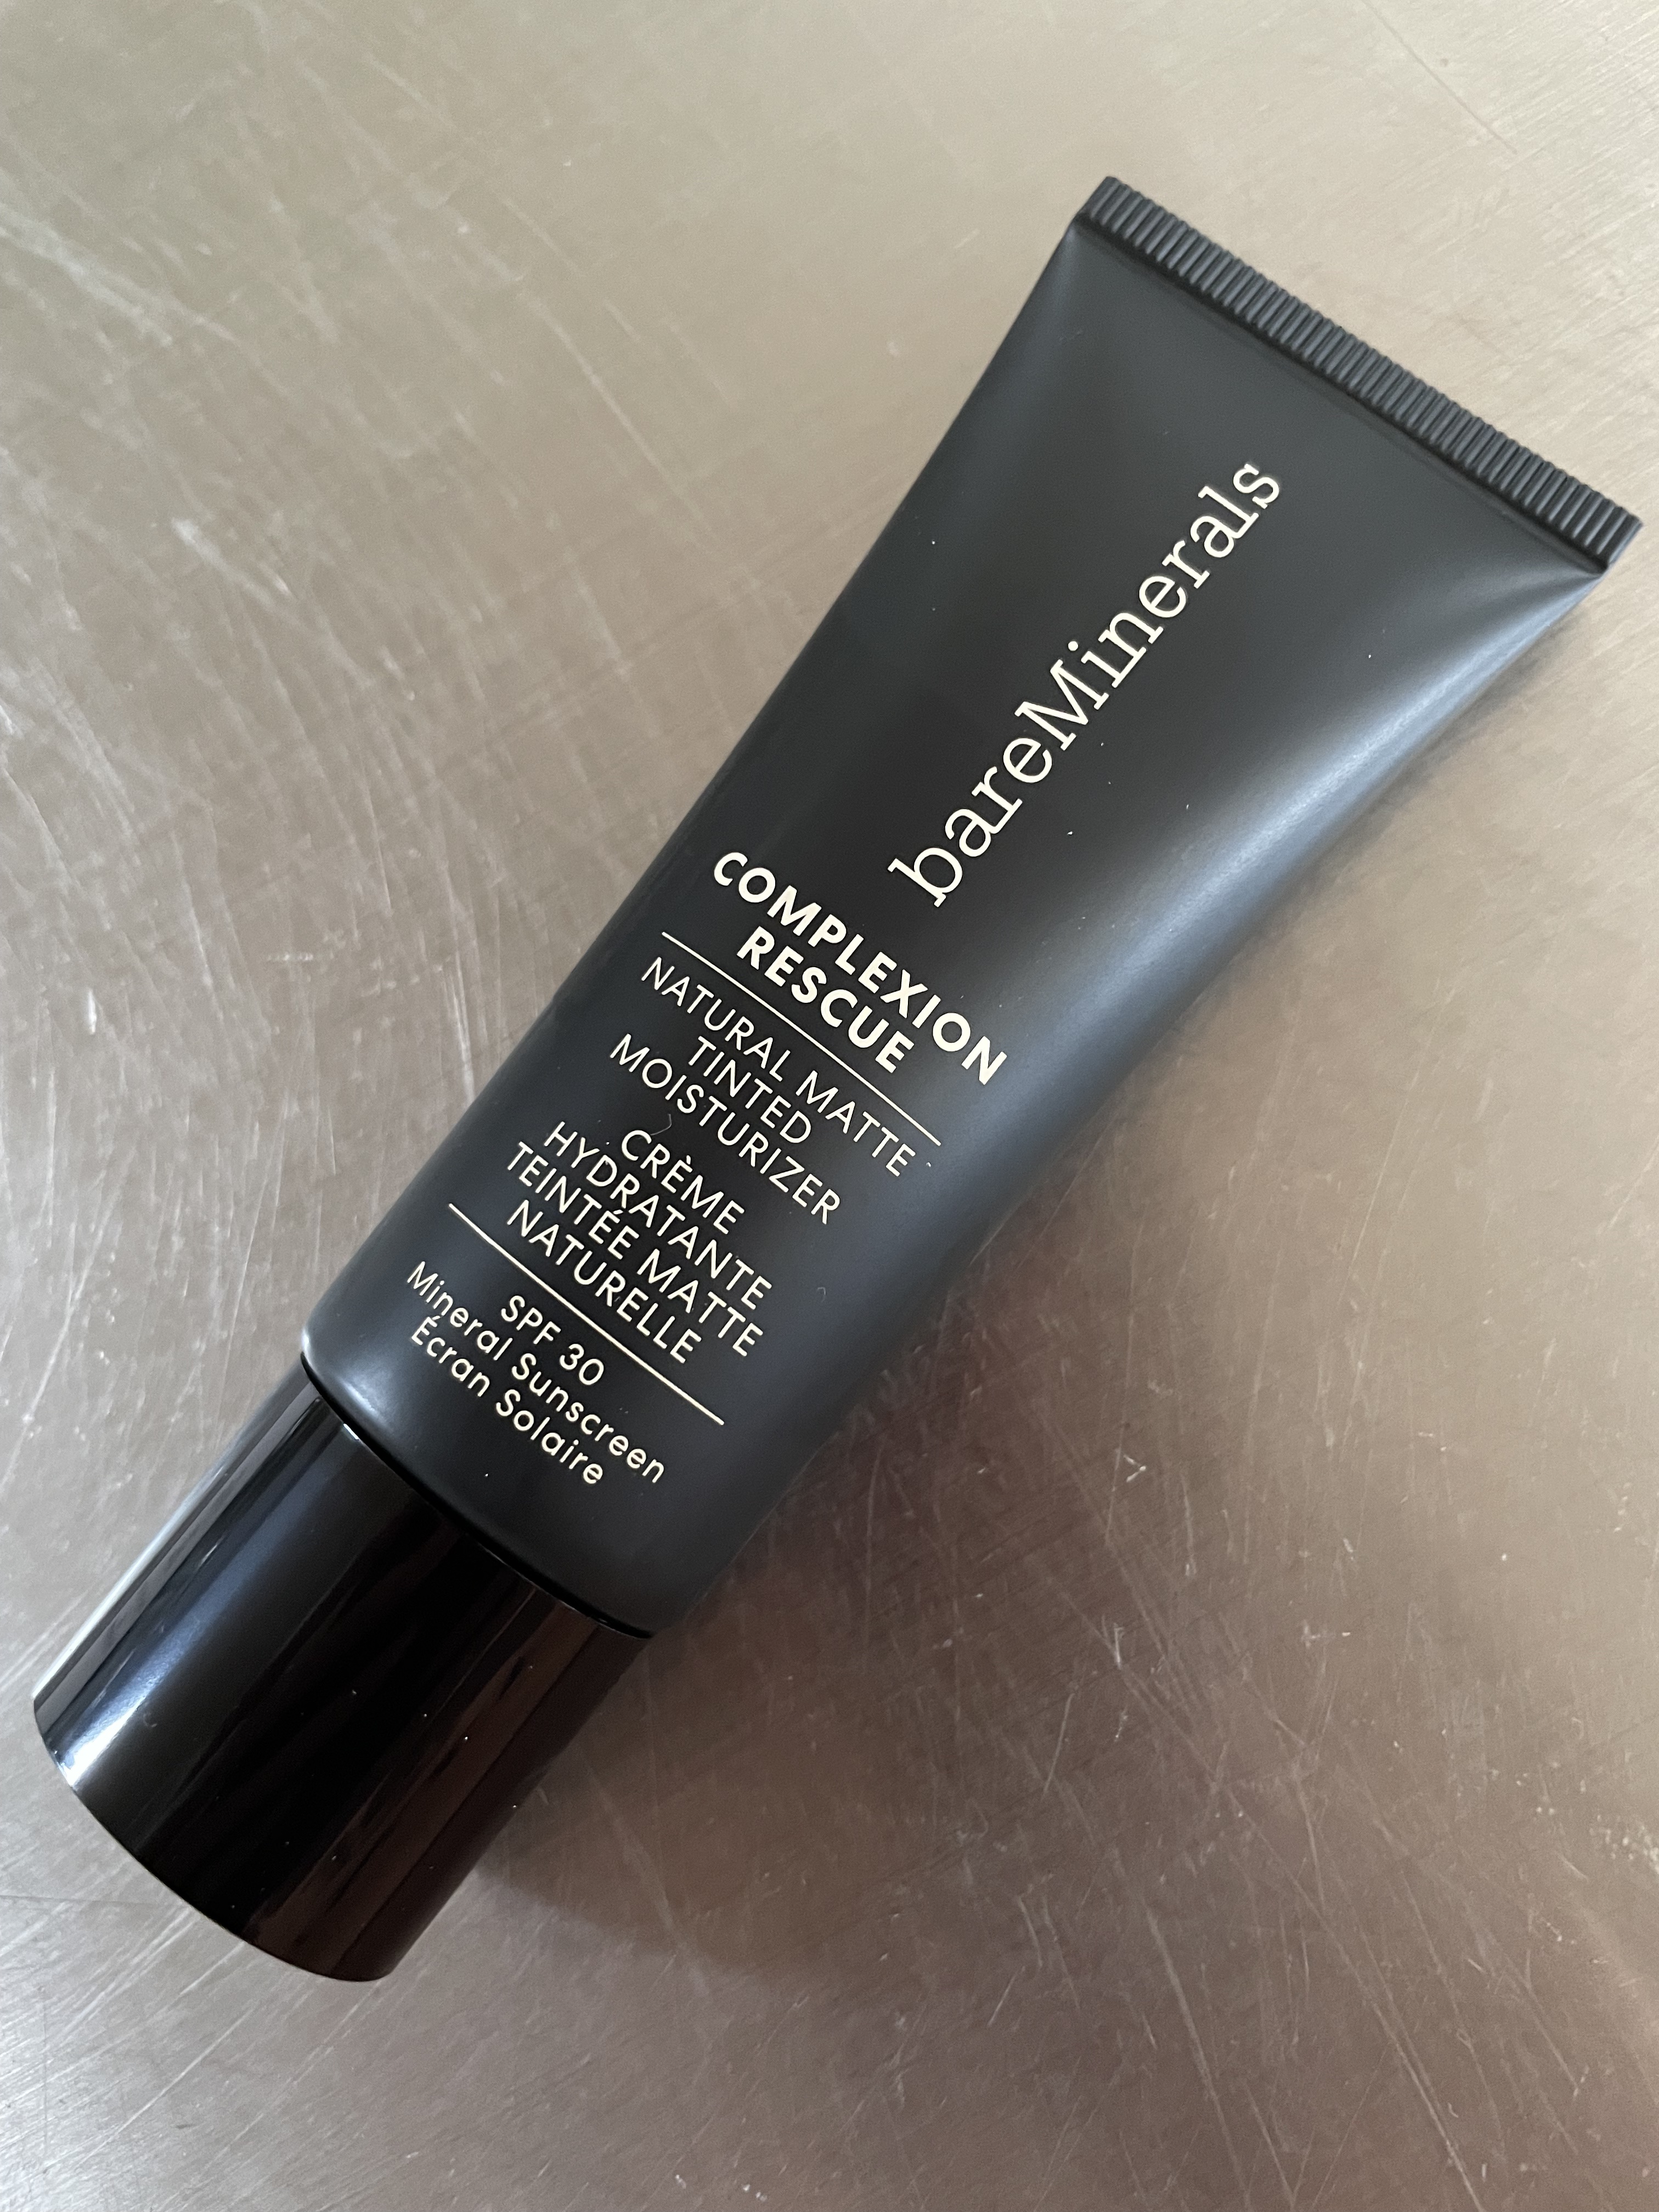 bareMinerals
COMPLEXION
RESCUE
NATURAL MATTE
TINTED
MOISTURIZER
CRÈME
HYDRATANTE
TEINTÉE MATTE
NATURELLE
SPF 30
Mineral Sunscreen
Écran Solaire